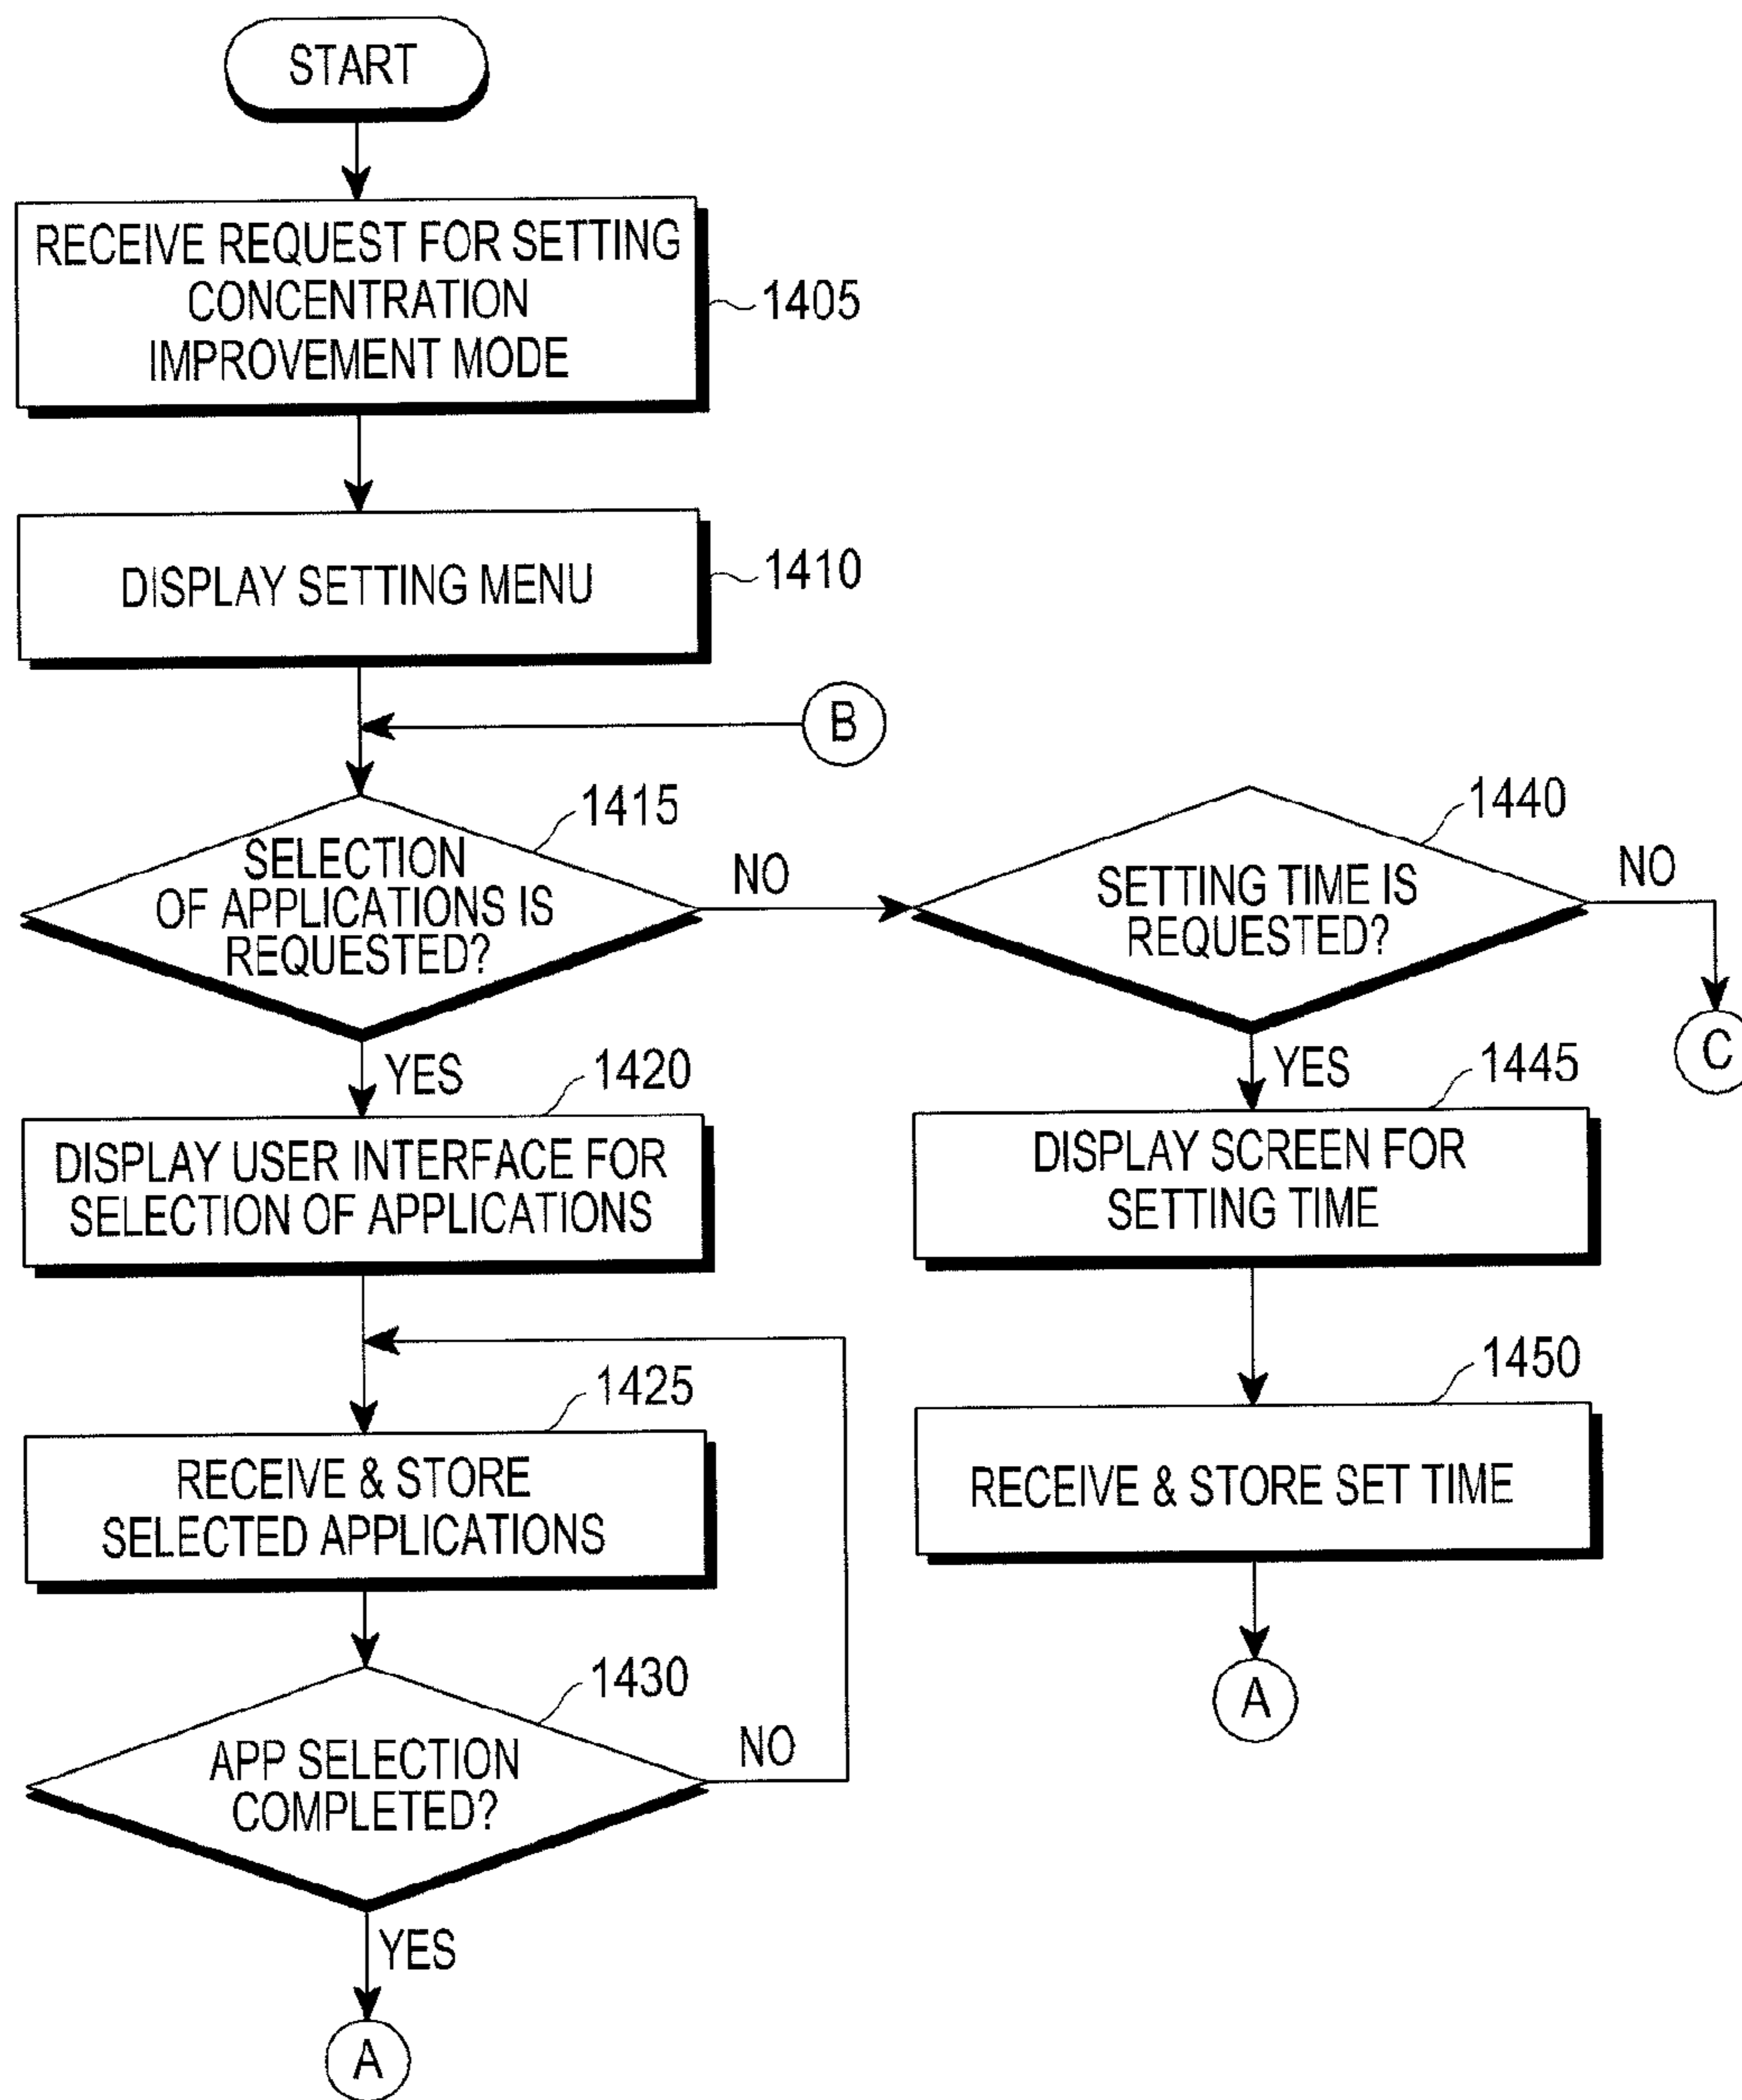 START
RECEIVE REQUEST FOR SETTING
CONCENTRATION
IMPROVEMENT MODE
1405
DISPLAY SETTING MENU
1410
B
1415
SELECTION
OF APPLICATIONS IS
REQUESTED?
NO
YES
1440
SETTING TIME IS
REQUESTED?
NO
C
YES
1420
DISPLAY USER INTERFACE FOR
SELECTION OF APPLICATIONS
1445
DISPLAY SCREEN FOR
SETTING TIME
1425
RECEIVE & STORE
SELECTED APPLICATIONS
1450
RECEIVE & STORE SET TIME
A
1430
APP SELECTION
COMPLETED?
NO
YES
A